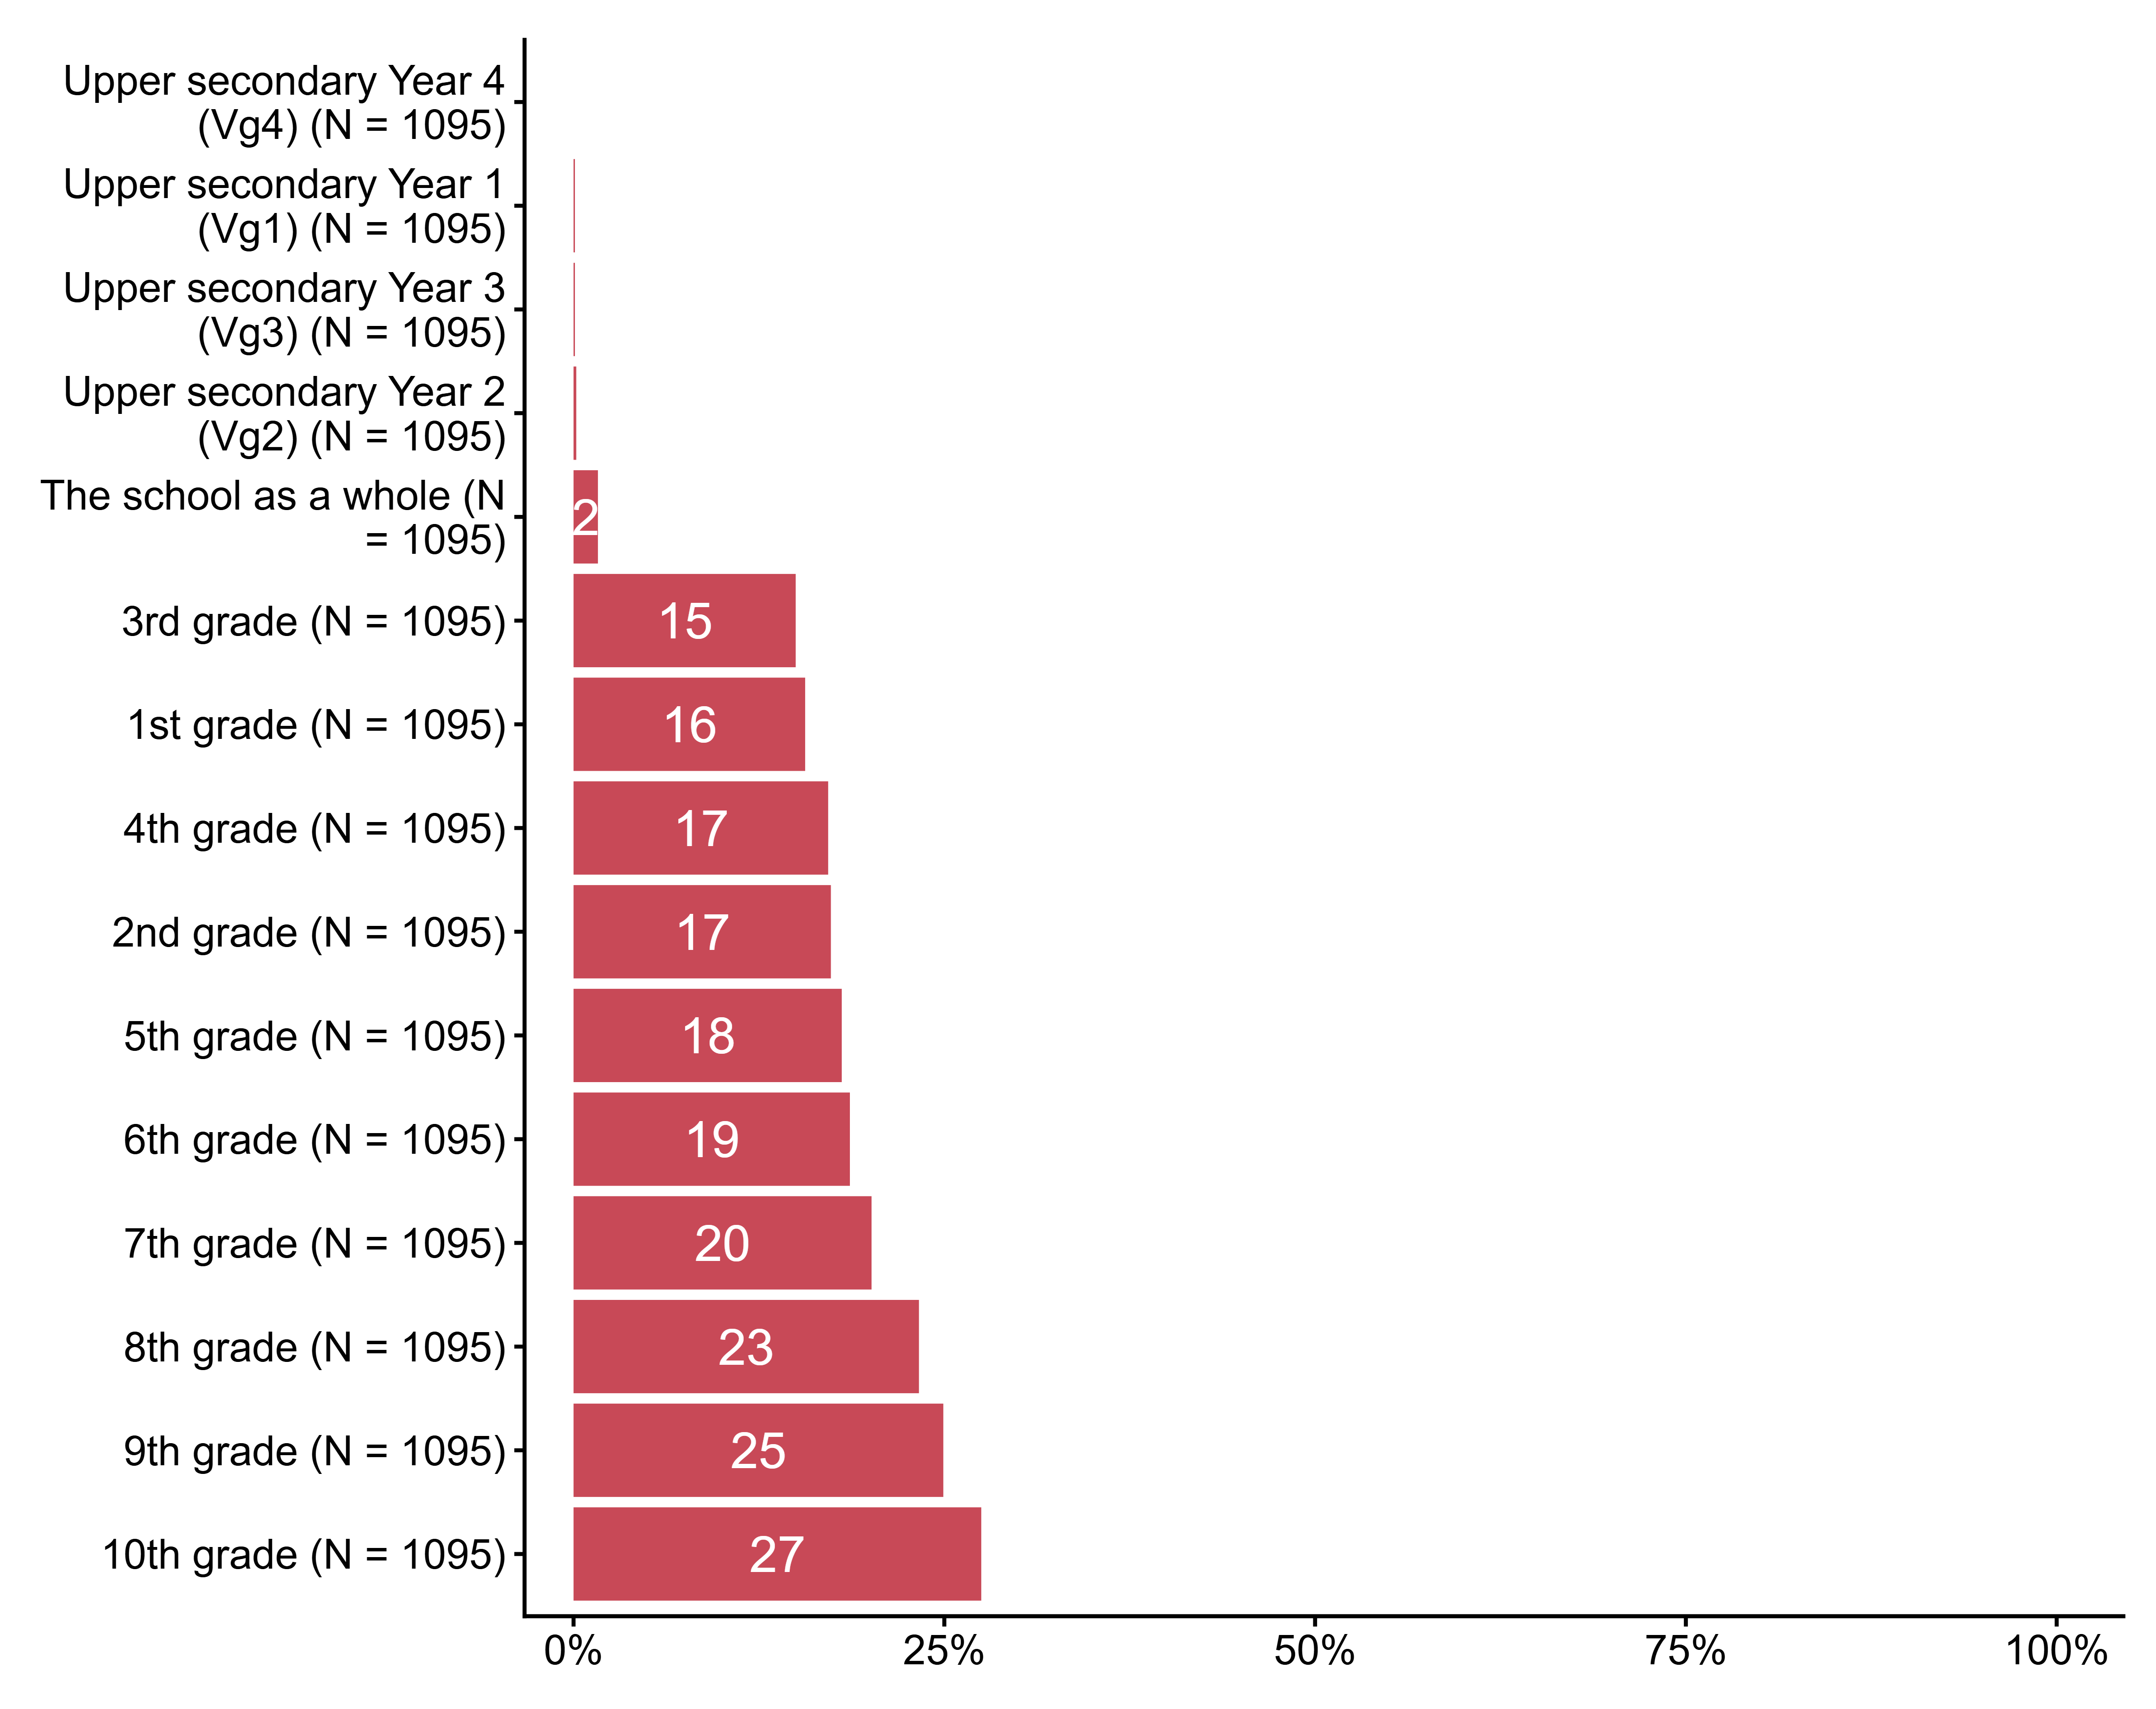 Upper secondary Year 4
(Vg4) (N = 1095)
Upper secondary Year 1
(Vg1) (N = 1095)
Upper secondary Year 3
(Vg3) (N = 1095)
Upper secondary Year 2
(Vg2) (N = 1095)
The school as a whole (N
= 1095)
2
3rd grade (N = 1095)
15
1st grade (N = 1095)
16
4th grade (N = 1095)
17
2nd grade (N = 1095)
17
5th grade (N = 1095)
18
6th grade (N = 1095)
19
7th grade (N = 1095)
20
8th grade (N = 1095)
23
9th grade (N = 1095)
25
10th grade (N = 1095)
27
0% 25% 50% 75% 100%